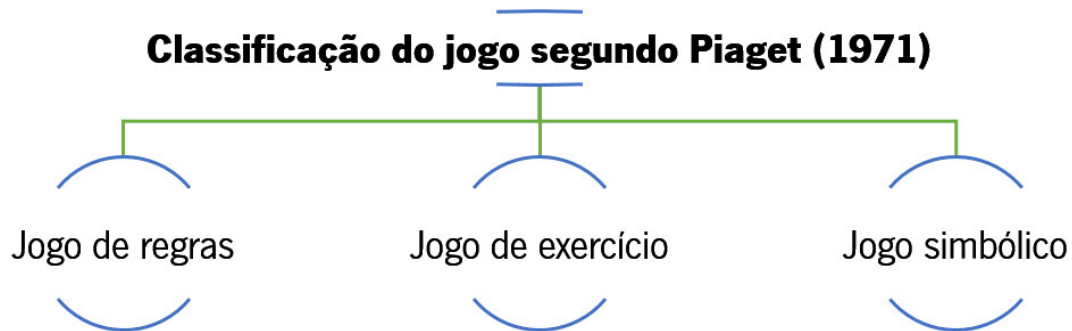 Classificação do jogo segundo Piaget (1971)
Jogo de regras
Jogo de exercício
Jogo simbólico